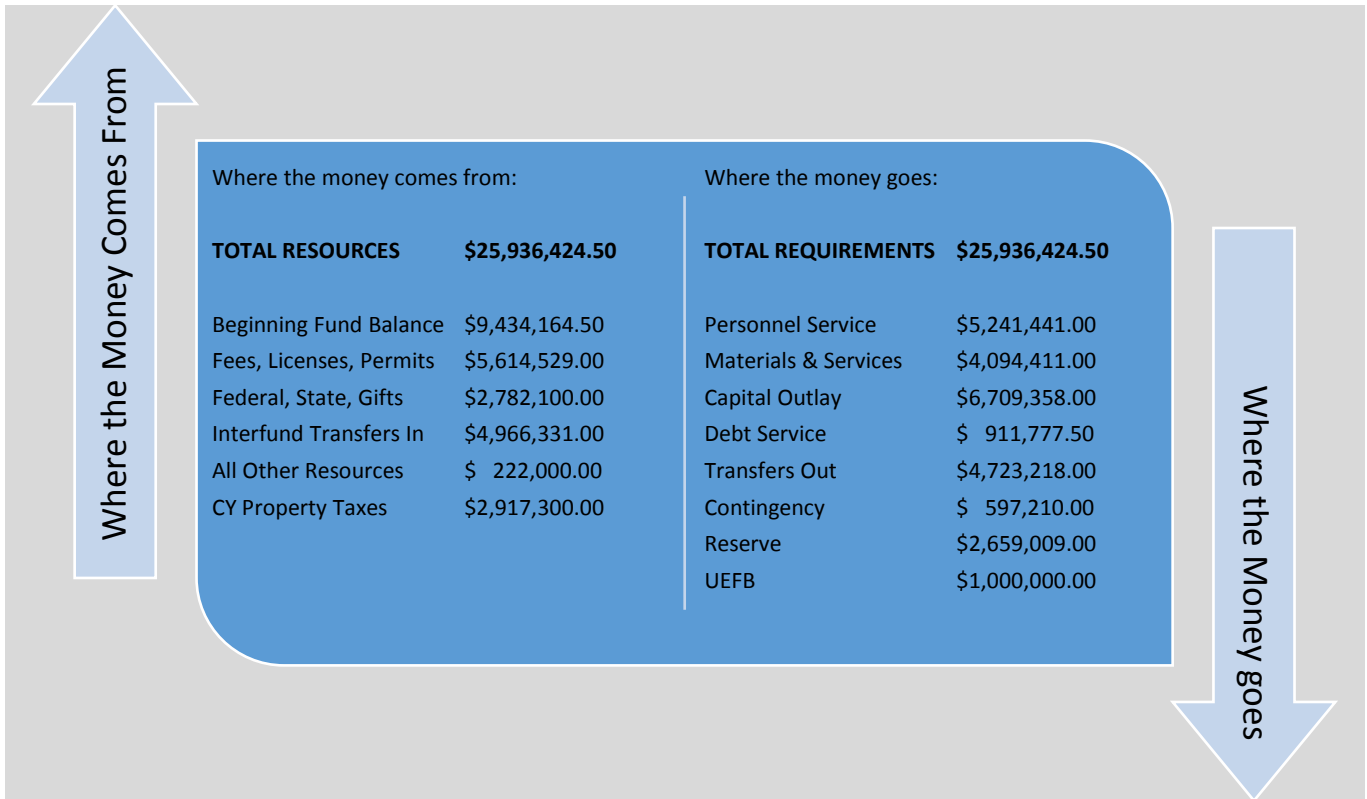 Where the Money Comes From
Where the money comes from:
TOTAL RESOURCES $25,936,424.50
Beginning Fund Balance $9,434,164.50
Fees, Licenses, Permits $5,614,529.00
Federal, State, Gifts $2,782,100.00
Interfund Transfers In $4,966,331.00
All Other Resources $ 222,000.00
CY Property Taxes $2,917,300.00
Where the money goes:
TOTAL REQUIREMENTS $25,936,424.50
Personnel Service $5,241,441.00
Materials & Services $4,094,411.00
Capital Outlay $6,709,358.00
Debt Service $ 911,777.50
Transfers Out $4,723,218.00
Contingency $ 597,210.00
Reserve $2,659,009.00
UEFB $1,000,000.00
Where the Money goes